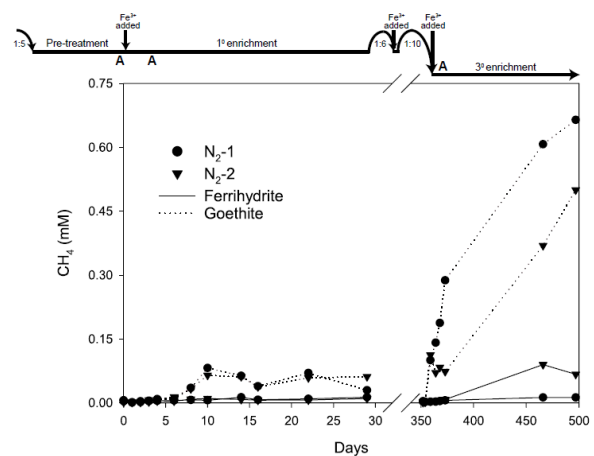 Fe³⁺ Fe³⁺ Fe³⁺
added added added
1:5 Pre-treatment 1º enrichment 1:6 1:10
A A A 3º enrichment
0.75
N₂-1
N₂-2
Ferrihydrite
Goethite
0.60
0.45
0.30
0.15
0.00
CH₄ (mM)
0 5 10 15 20 25 30 350 400 450 500
Days